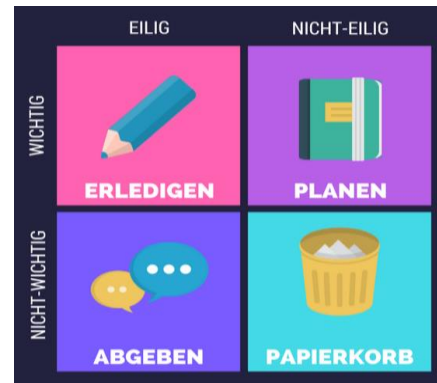 EILIG
NICHT-EILIG
WICHTIG
ERLEDIGEN
PLANEN
NICHT-WICHTIG
ABGEBEN
PAPIERKORB